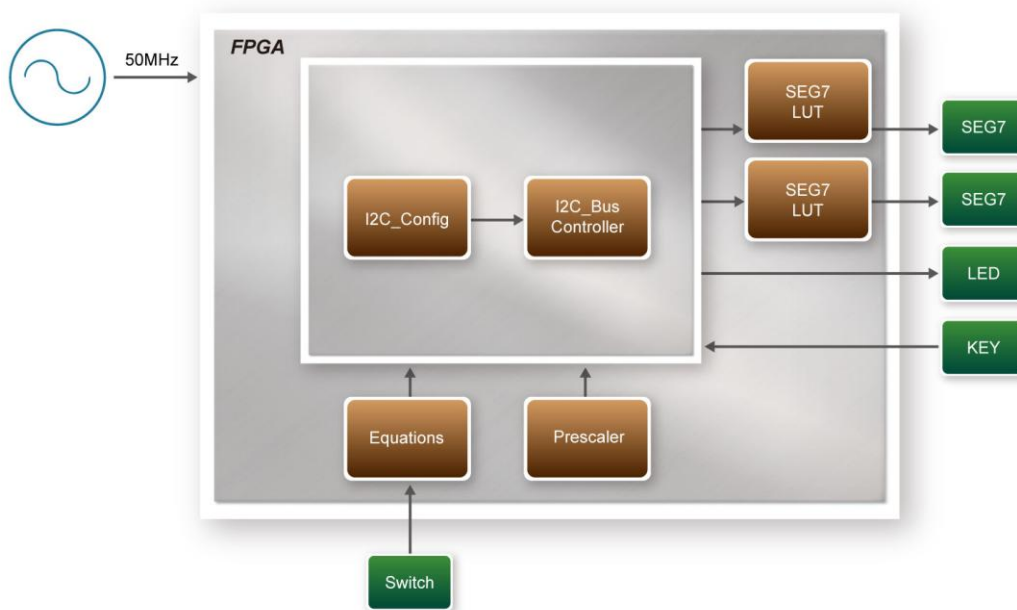 50MHz
FPGA
SEG7
LUT
SEG7
SEG7
LUT
SEG7
I2C_Config
I2C_Bus
Controller
LED
KEY
Equations
Prescaler
Switch